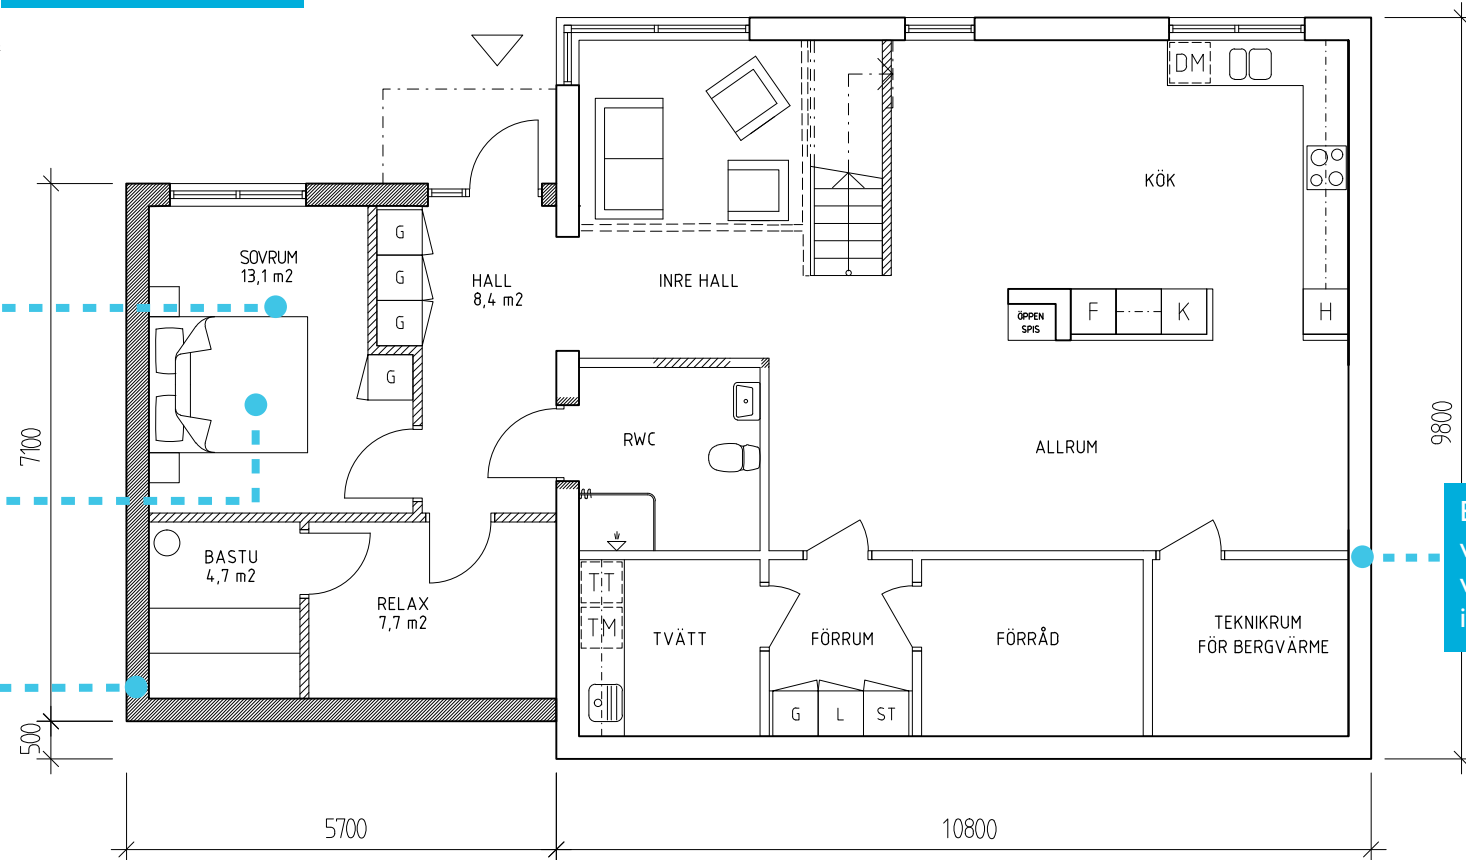 DM
KÖK
SOVRUM
13,1 m2
G
G
G
G
HALL
8,4 m2
INRE HALL
ÖPPEN
SPIS
F
K
H
7100
9800
RWC
ALLRUM
BASTU
4,7 m2
RELAX
7,7 m2
TT
TM
TVÄTT
FÖRRUM
FÖRRÅD
TEKNIKRUM
FÖR BERGVÄRME
G
L
ST
500
5700
10800